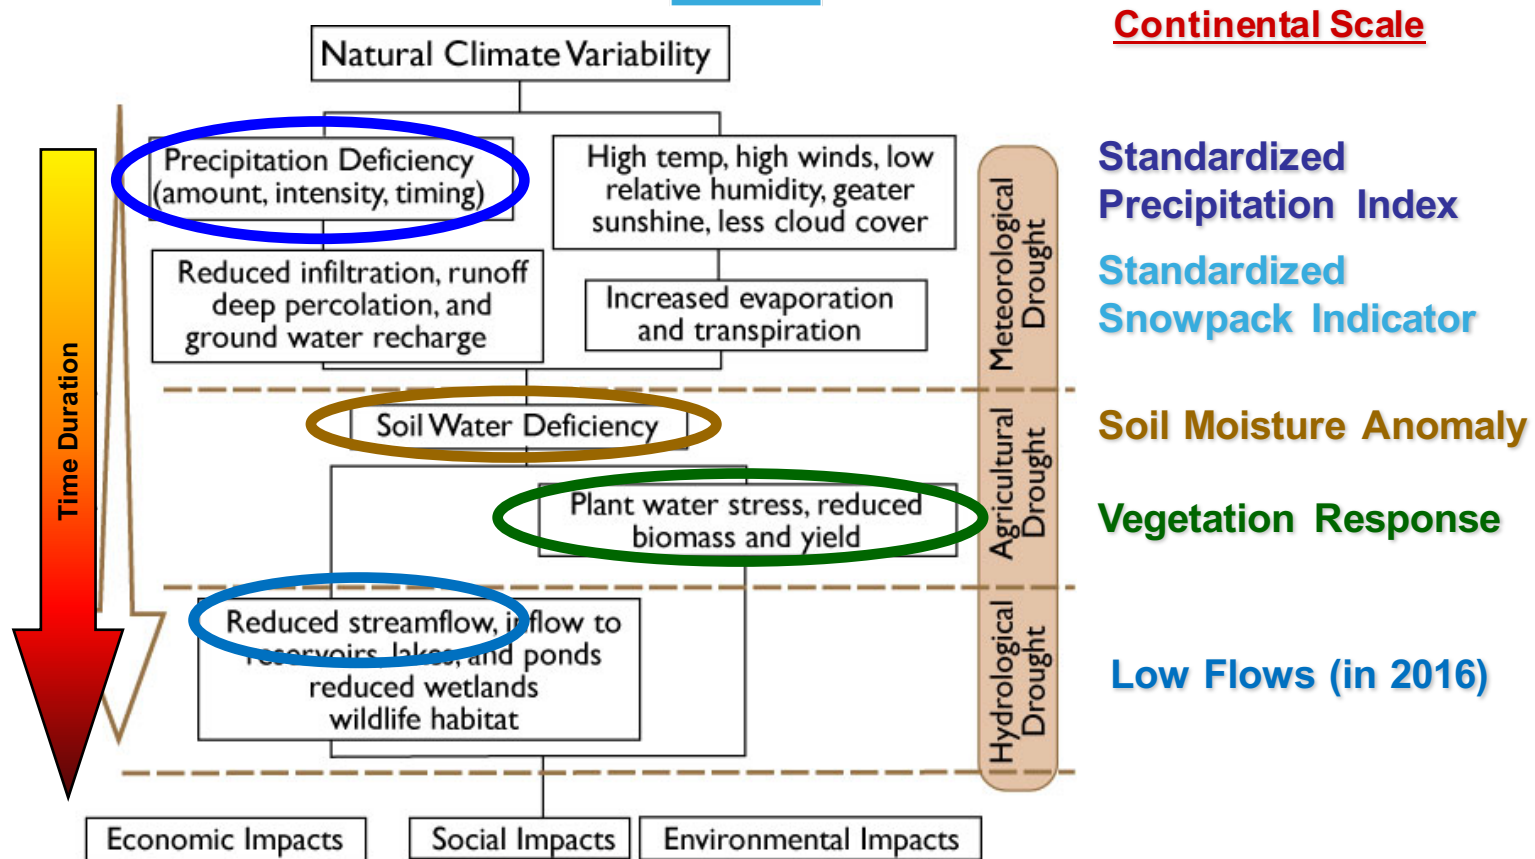 Continental Scale
Natural Climate Variability
Precipitation Deficiency
(amount, intensity, timing)
High temp, high winds, low
relative humidity, geater
sunshine, less cloud cover
Reduced infiltration, runoff
deep percolation, and
ground water recharge
Increased evaporation
and transpiration
Meteorological
Drought
Standardized
Precipitation Index
Standardized
Snowpack Indicator
Time Duration
Soil Water Deficiency
Plant water stress, reduced
biomass and yield
Agricultural
Drought
Soil Moisture Anomaly
Vegetation Response
Reduced streamflow, inflow to
reservoirs, lakes, and ponds
reduced wetlands
wildlife habitat
Hydrological
Drought
Low Flows (in 2016)
Economic Impacts
Social Impacts
Environmental Impacts